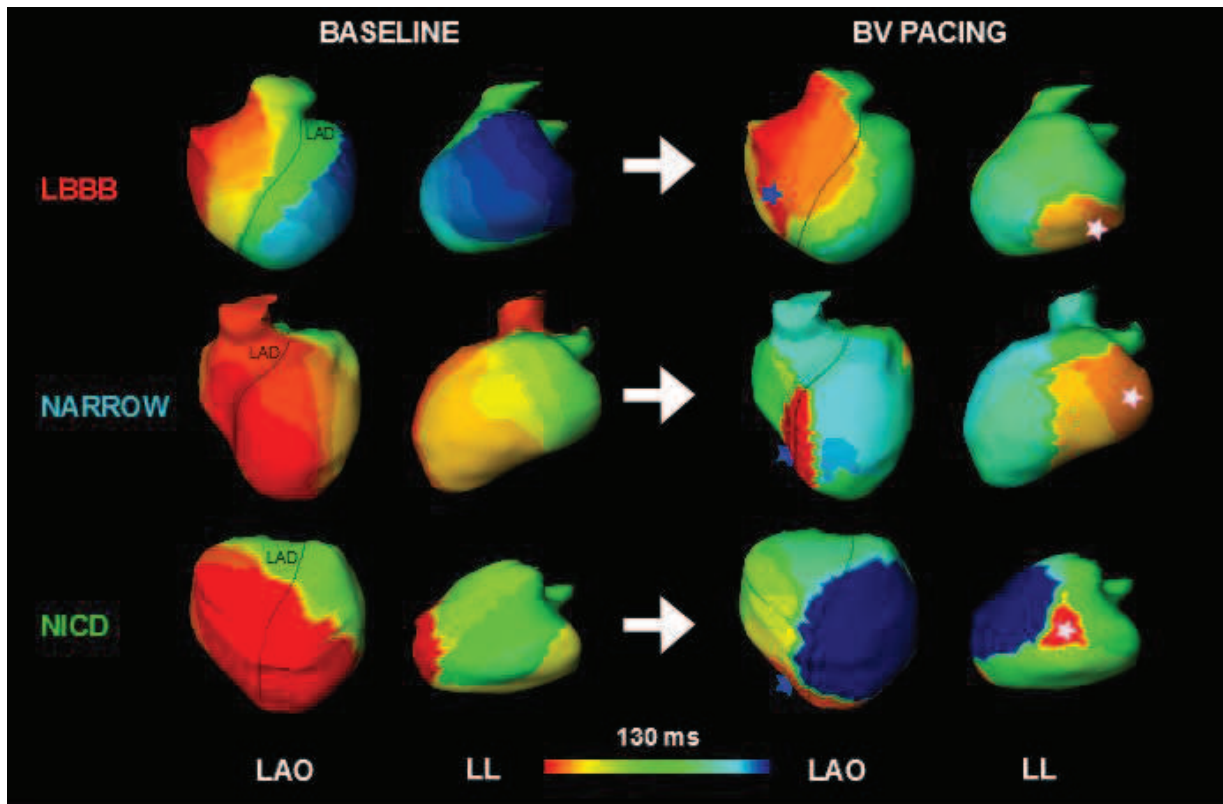 BASELINE BV PACING
LAD
LBBB
LAD
NARROW
LAD
NICD
130 ms
LAO LL LAO LL